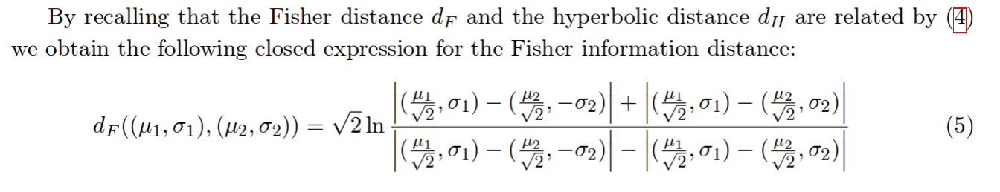 By recalling that the Fisher distance $d_F$ and the hyperbolic distance $d_H$ are related by (4)
we obtain the following closed expression for the Fisher information distance:
$$d_F((\mu_1, \sigma_1), (\mu_2, \sigma_2)) = \sqrt{2} \ln \frac{\left|(\frac{\mu_1}{\sqrt{2}}, \sigma_1) - (\frac{\mu_2}{\sqrt{2}}, -\sigma_2)\right| + \left|(\frac{\mu_1}{\sqrt{2}}, \sigma_1) - (\frac{\mu_2}{\sqrt{2}}, \sigma_2)\right|}{\left|(\frac{\mu_1}{\sqrt{2}}, \sigma_1) - (\frac{\mu_2}{\sqrt{2}}, -\sigma_2)\right| - \left|(\frac{\mu_1}{\sqrt{2}}, \sigma_1) - (\frac{\mu_2}{\sqrt{2}}, \sigma_2)\right|} \quad (5)$$